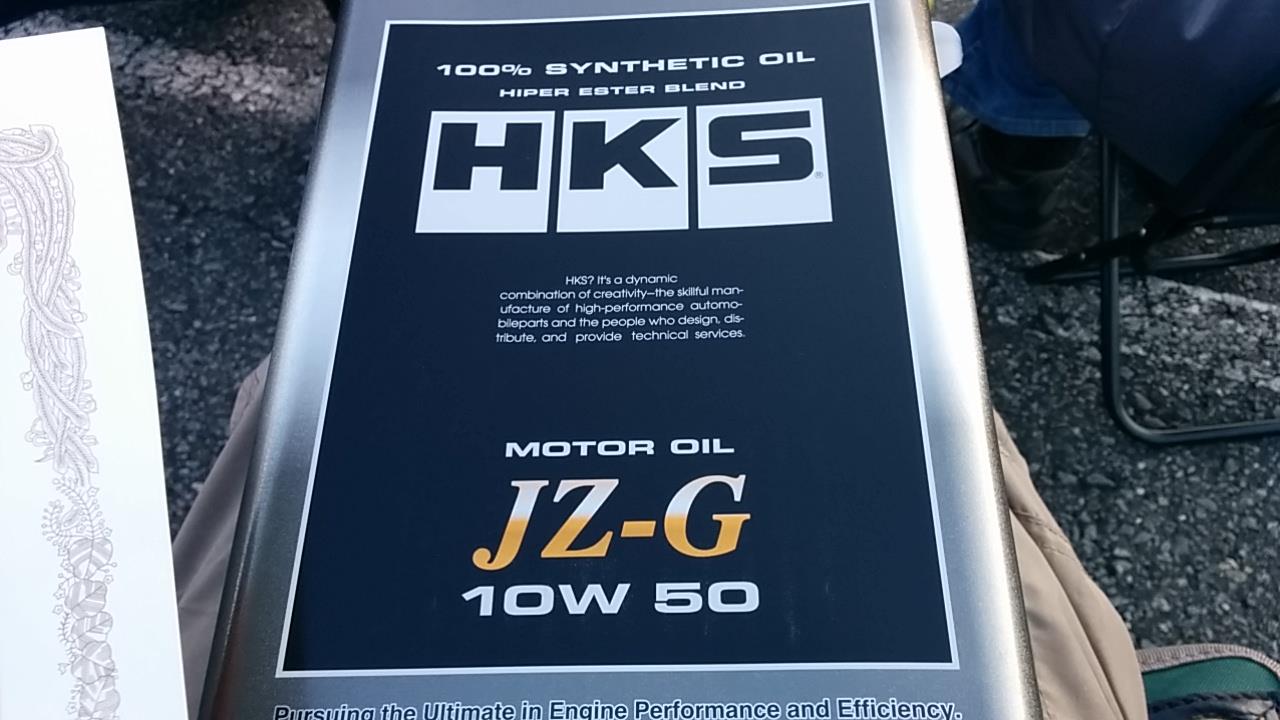 100% SYNTHETIC OIL
HIPER ESTER BLEND
HKS®
HKS? It's a dynamic
combination of creativity—the skillful man-
ufacture of high-performance automo-
bileparts and the people who design, dis-
tribute, and provide technical services.
MOTOR OIL
JZ-G
10W 50
Pursuing the Ultimate in Engine Performance and Efficiency.